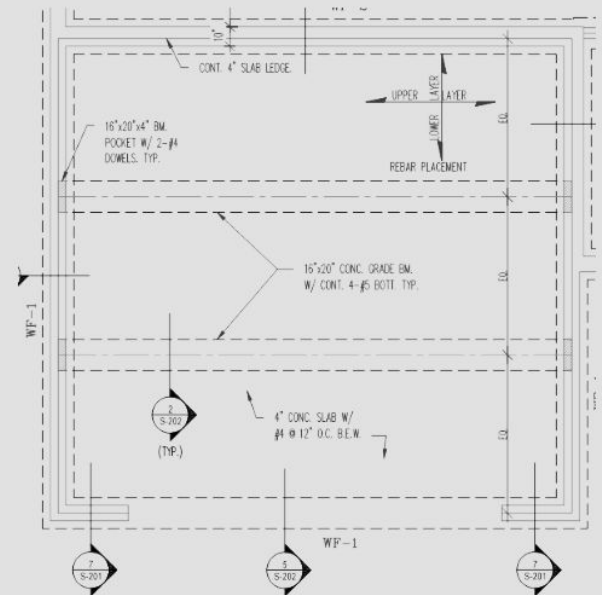 10"
CONT. 4" SLAB LEDGE.
UPPER LAYER
LOWER LAYER
REBAR PLACEMENT
EQ.
16"x20"x4" BM.
POCKET W/ 2-#4
DOWELS. TYP.
16"x20" CONC. GRADE BM.
W/ CONT. 4-#5 BOTT. TYP.
EQ.
WF-1
2
S-202
(TYP.)
4" CONC. SLAB W/
#4 @ 12" O.C. B.E.W.
EQ.
WF-1
7
S-201
5
S-202
7
S-201